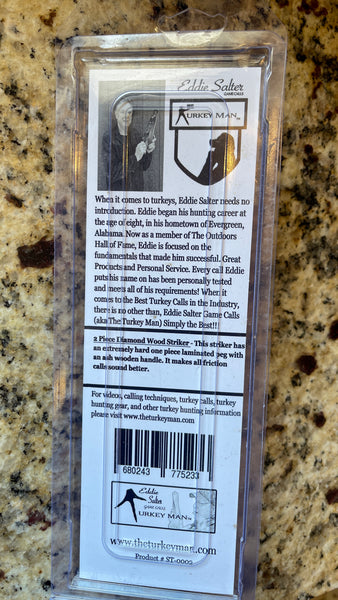 Eddie Salter
GAME CALLS
TURKEY MAN
When it comes to turkeys, Eddie Salter needs no
introduction. Eddie began his hunting career at
the age of eight, in his hometown of Evergreen,
Alabama. Now as a member of The Outdoors
Hall of Fame, Eddie is focused on the
fundamentals that made him successful. Great
Products and Personal Service. Every call Eddie
puts his name on has been personally tested
and meets all of his requirements! When it
comes to the Best Turkey Calls in the Industry,
there is no other than, Eddie Salter Game Calls
(aka The Turkey Man) Simply the Best!!!
2 Piece Diamond Wood Striker - This striker has
an extremely hard one piece laminated peg with
an ash wooden handle. It makes all friction
calls sound better.
For videos, calling techniques, turkey calls, turkey
hunting gear, and other turkey hunting information
please visit www.theturkeyman.com
680243 775233
Eddie
Salter
GAME CALLS
TURKEY MAN
www.theturkeyman.com
Product # ST-0002